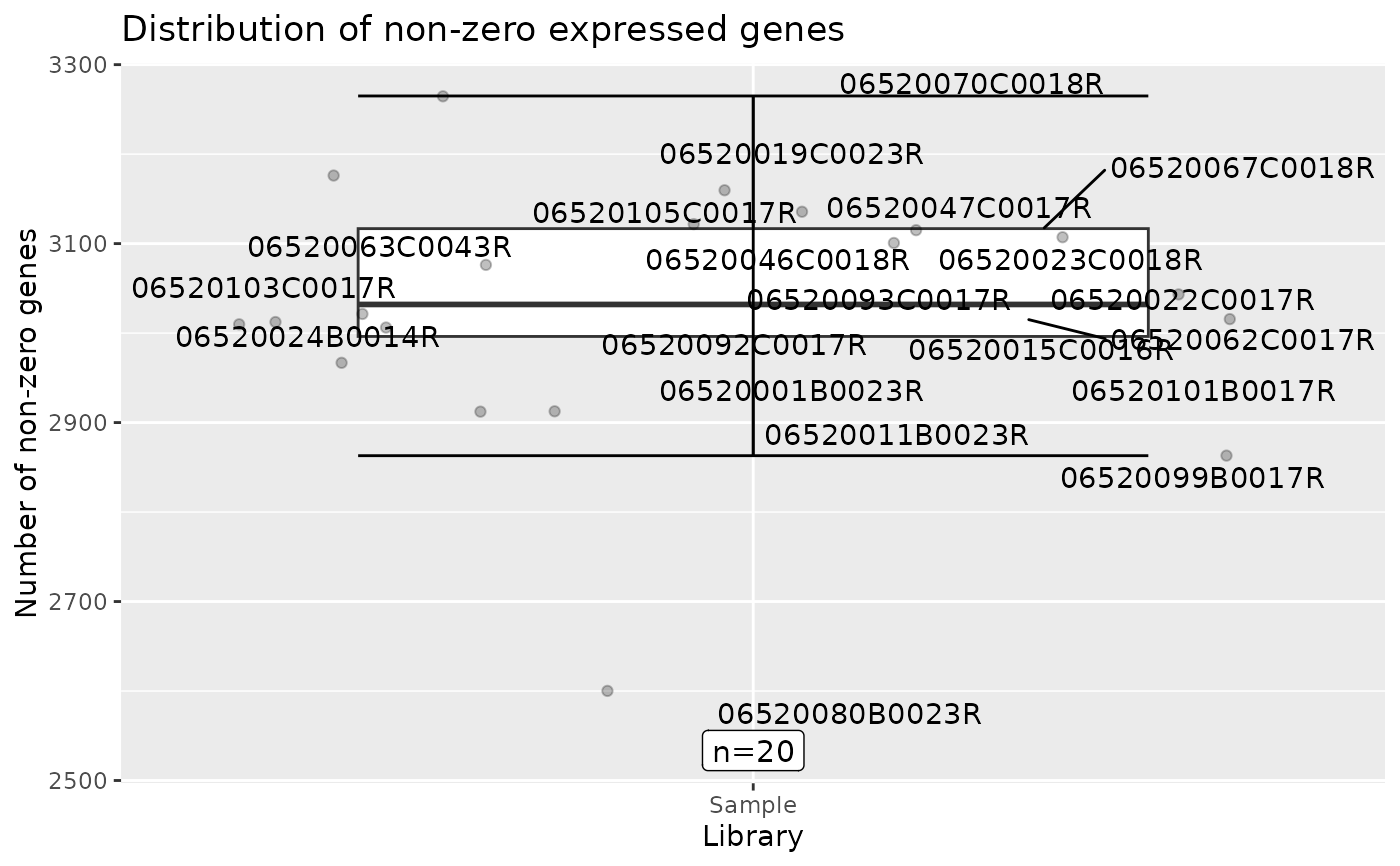 Distribution of non-zero expressed genes
Number of non-zero genes
3300
3100
2900
2700
2500
06520070C0018R
06520019C0023R
06520067C0018R
06520105C0017R
06520047C0017R
06520063C0043R
06520046C0018R
06520023C0018R
06520103C0017R
06520093C0017R
06520022C0017R
06520024B0014R
06520092C0017R
06520015C0016R
06520062C0017R
06520001B0023R
06520101B0017R
06520011B0023R
06520099B0017R
06520080B0023R
n=20
Sample
Library